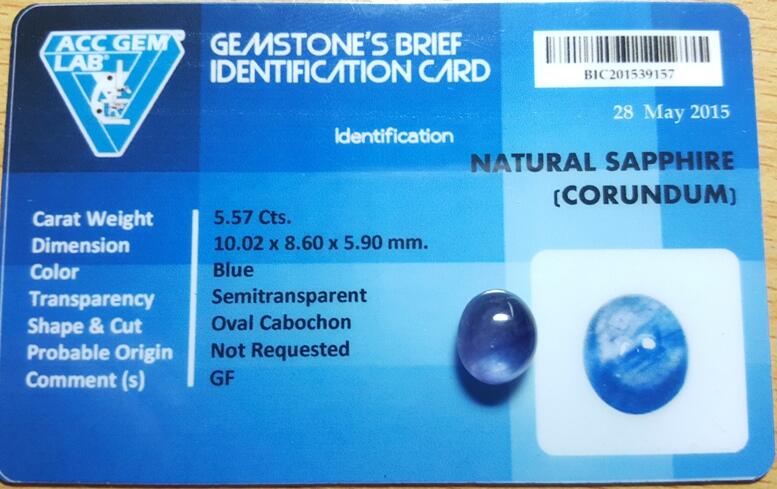 ACC GEM
LAB®
GEMSTONE'S BRIEF
IDENTIFICATION CARD
BIC201539157
28 May 2015
Identification
NATURAL SAPPHIRE
(CORUNDUM)
Carat Weight 5.57 Cts.
Dimension 10.02 x 8.60 x 5.90 mm.
Color Blue
Transparency Semitransparent
Shape & Cut Oval Cabochon
Probable Origin Not Requested
Comment (s) GF